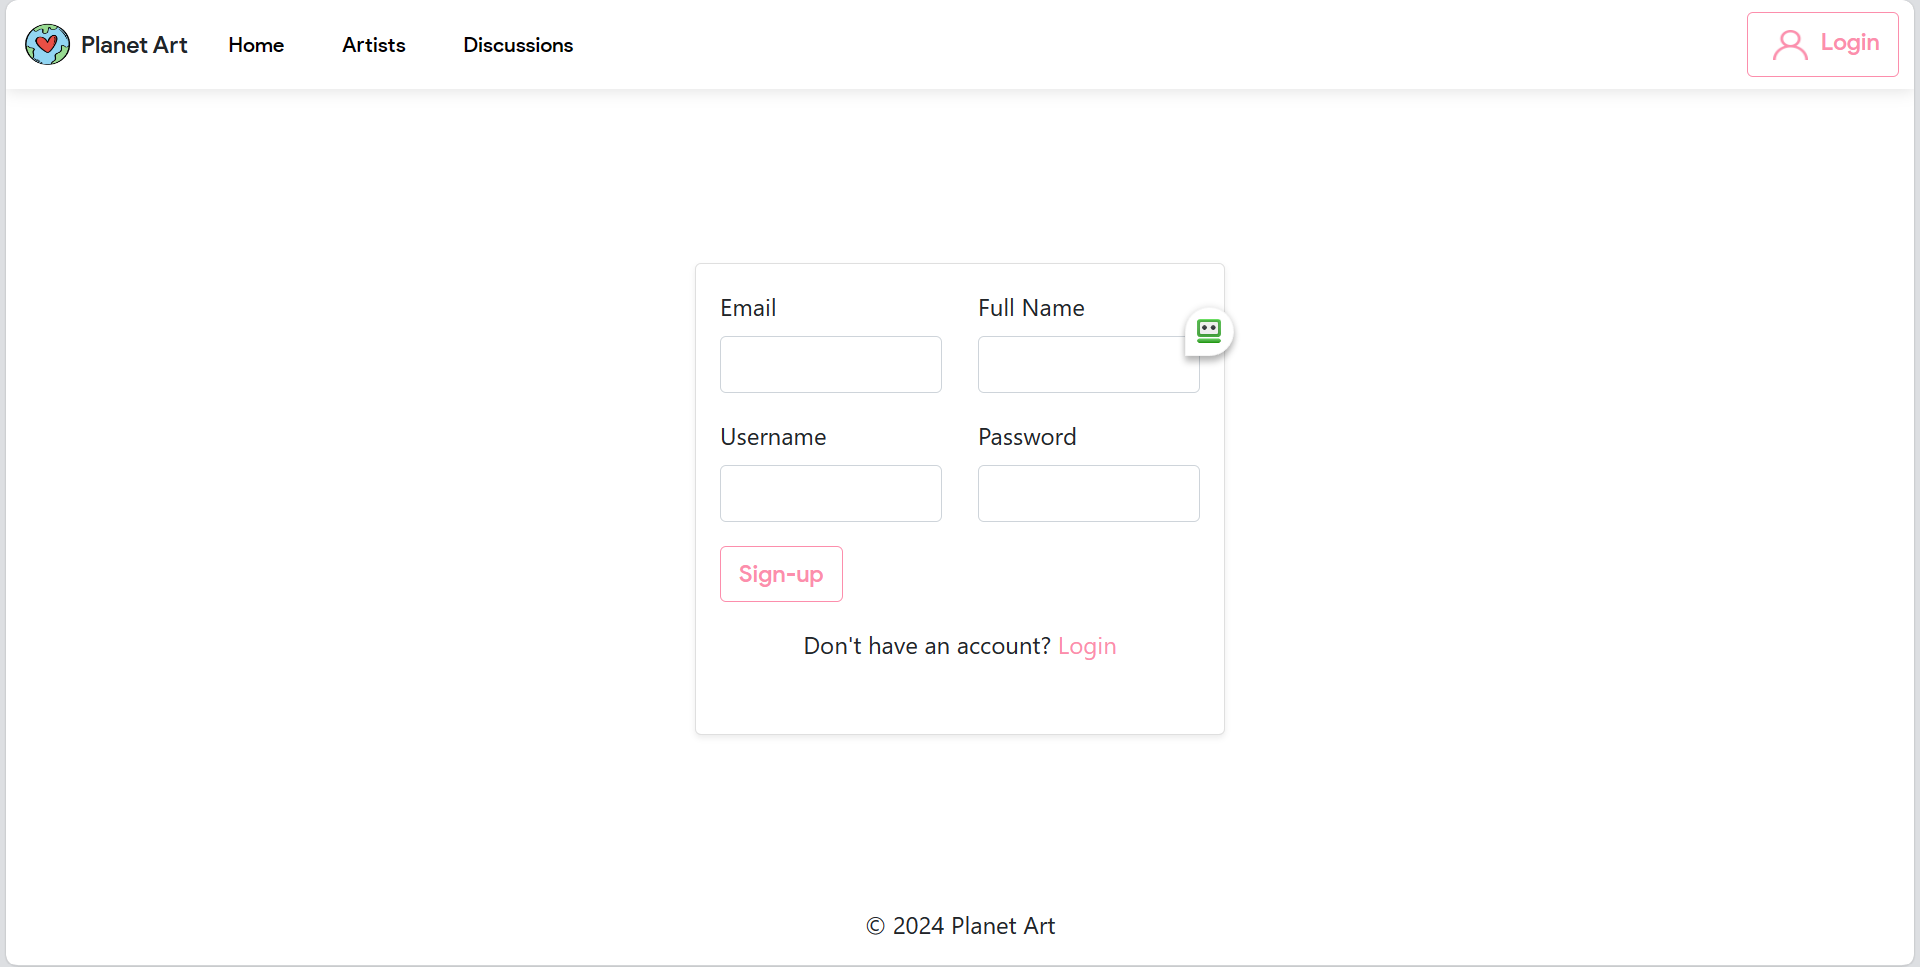 Planet Art Home Artists Discussions Login
Email Full Name
Username Password
Sign-up
Don't have an account? Login
© 2024 Planet Art